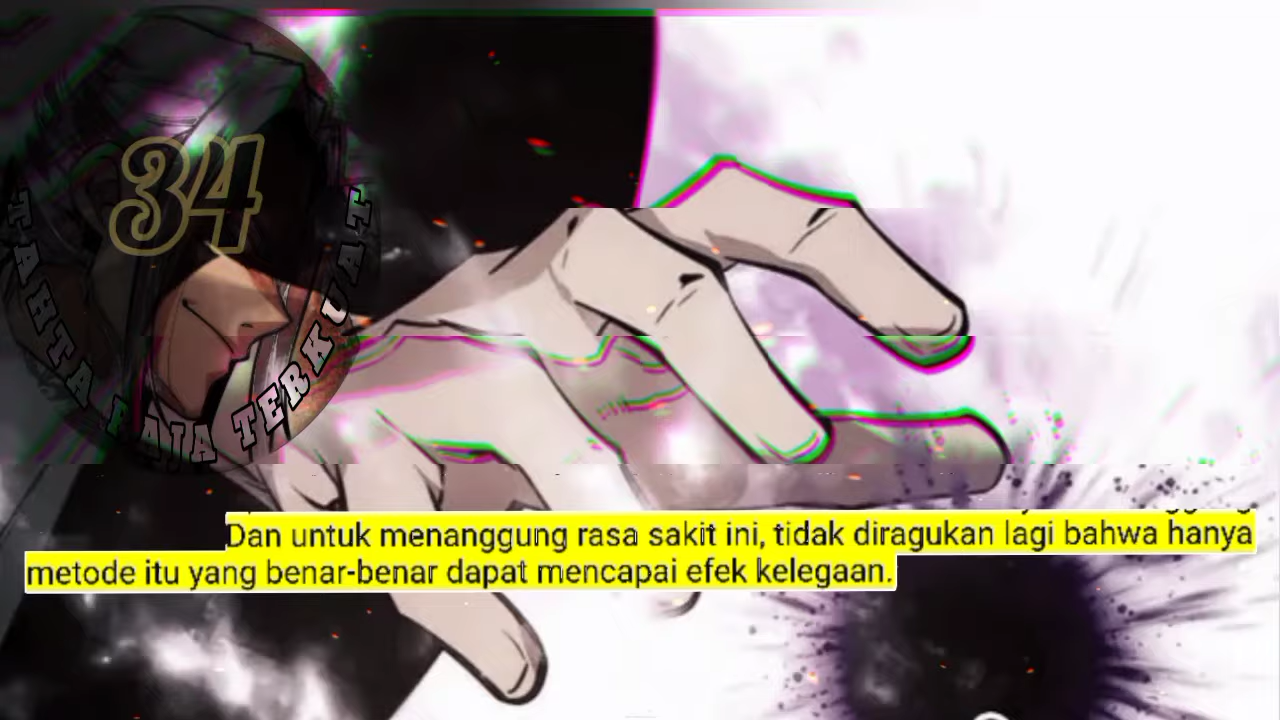 34
TAHTA RAJA TERKUAT
Dan untuk menanggung rasa sakit ini, tidak diragukan lagi bahwa hanya
metode itu yang benar-benar dapat mencapai efek kelegaan.